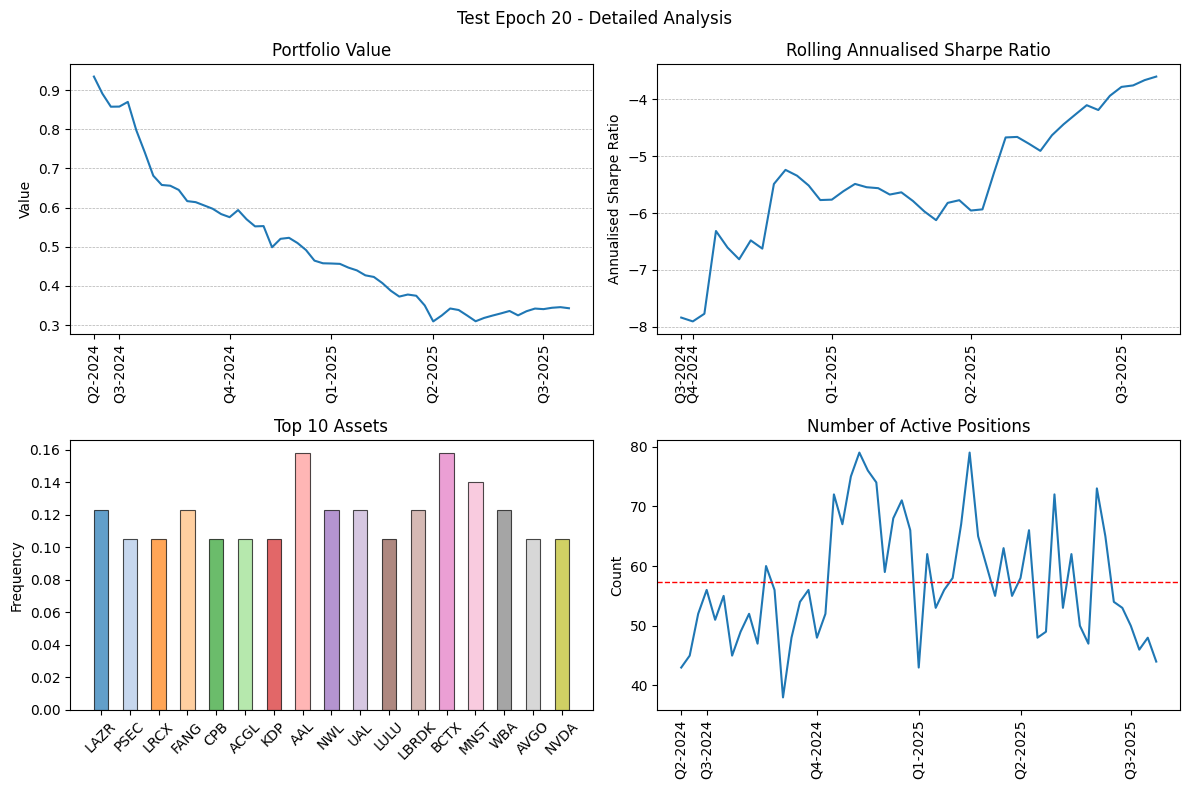 Test Epoch 20 - Detailed Analysis
Portfolio Value
Value
0.9
0.8
0.7
0.6
0.5
0.4
0.3
Q2-2024
Q3-2024
Q4-2024
Q1-2025
Q2-2025
Q3-2025
Rolling Annualised Sharpe Ratio
Annualised Sharpe Ratio
−4
−5
−6
−7
−8
Q3-2024
Q4-2024
Q1-2025
Q2-2025
Q3-2025
Top 10 Assets
Frequency
0.16
0.14
0.12
0.10
0.08
0.06
0.04
0.02
0.00
LAZR
PSEC
LRCX
FANG
CPB
ACGL
KDP
AAL
NWL
UAL
LULU
LBRDK
BCTX
MNST
WBA
AVGO
NVDA
Number of Active Positions
Count
80
70
60
50
40
Q2-2024
Q3-2024
Q4-2024
Q1-2025
Q2-2025
Q3-2025